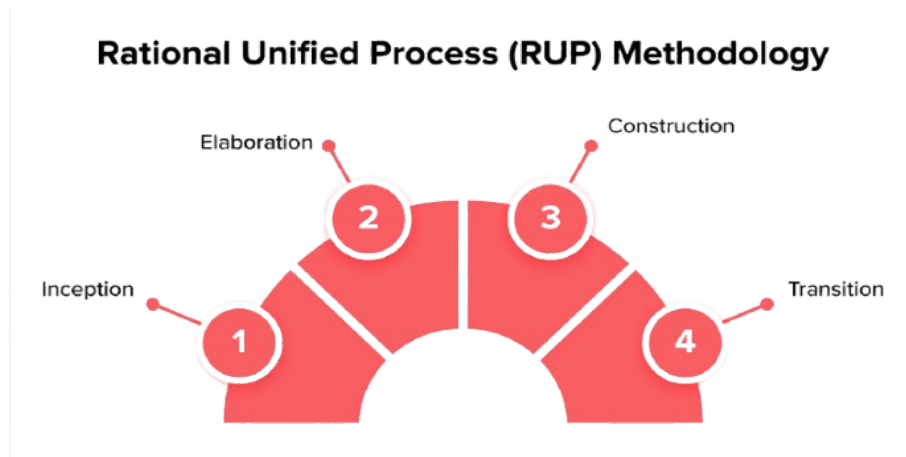 Rational Unified Process (RUP) Methodology
Inception
1
Elaboration
2
Construction
3
Transition
4